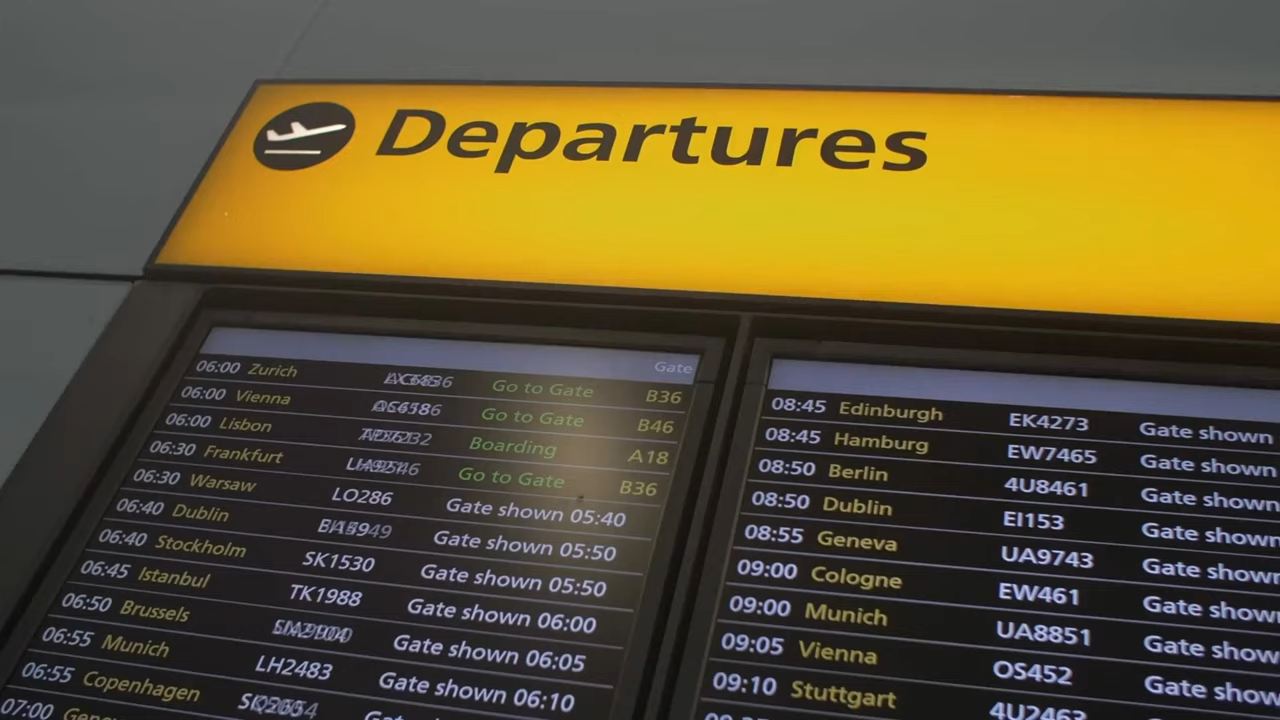 Departures
Gate
06:00 Zurich Go to Gate B36
06:00 Vienna Go to Gate B46
06:00 Lisbon Boarding A18
06:30 Frankfurt Go to Gate B36
06:30 Warsaw LO286 Gate shown 05:40
06:40 Dublin Gate shown 05:50
06:40 Stockholm SK1530 Gate shown 05:50
06:45 Istanbul TK1988 Gate shown 06:00
06:50 Brussels Gate shown 06:05
06:55 Munich LH2483 Gate shown 06:10
06:55 Copenhagen
07:00
08:45 Edinburgh EK4273 Gate shown
08:45 Hamburg EW7465 Gate shown
08:50 Berlin 4U8461 Gate shown
08:50 Dublin EI153 Gate shown
08:55 Geneva UA9743 Gate shown
09:00 Cologne EW461 Gate shown
09:00 Munich UA8851 Gate show
09:05 Vienna OS452 Gate show
09:10 Stuttgart 4U2463 Gate